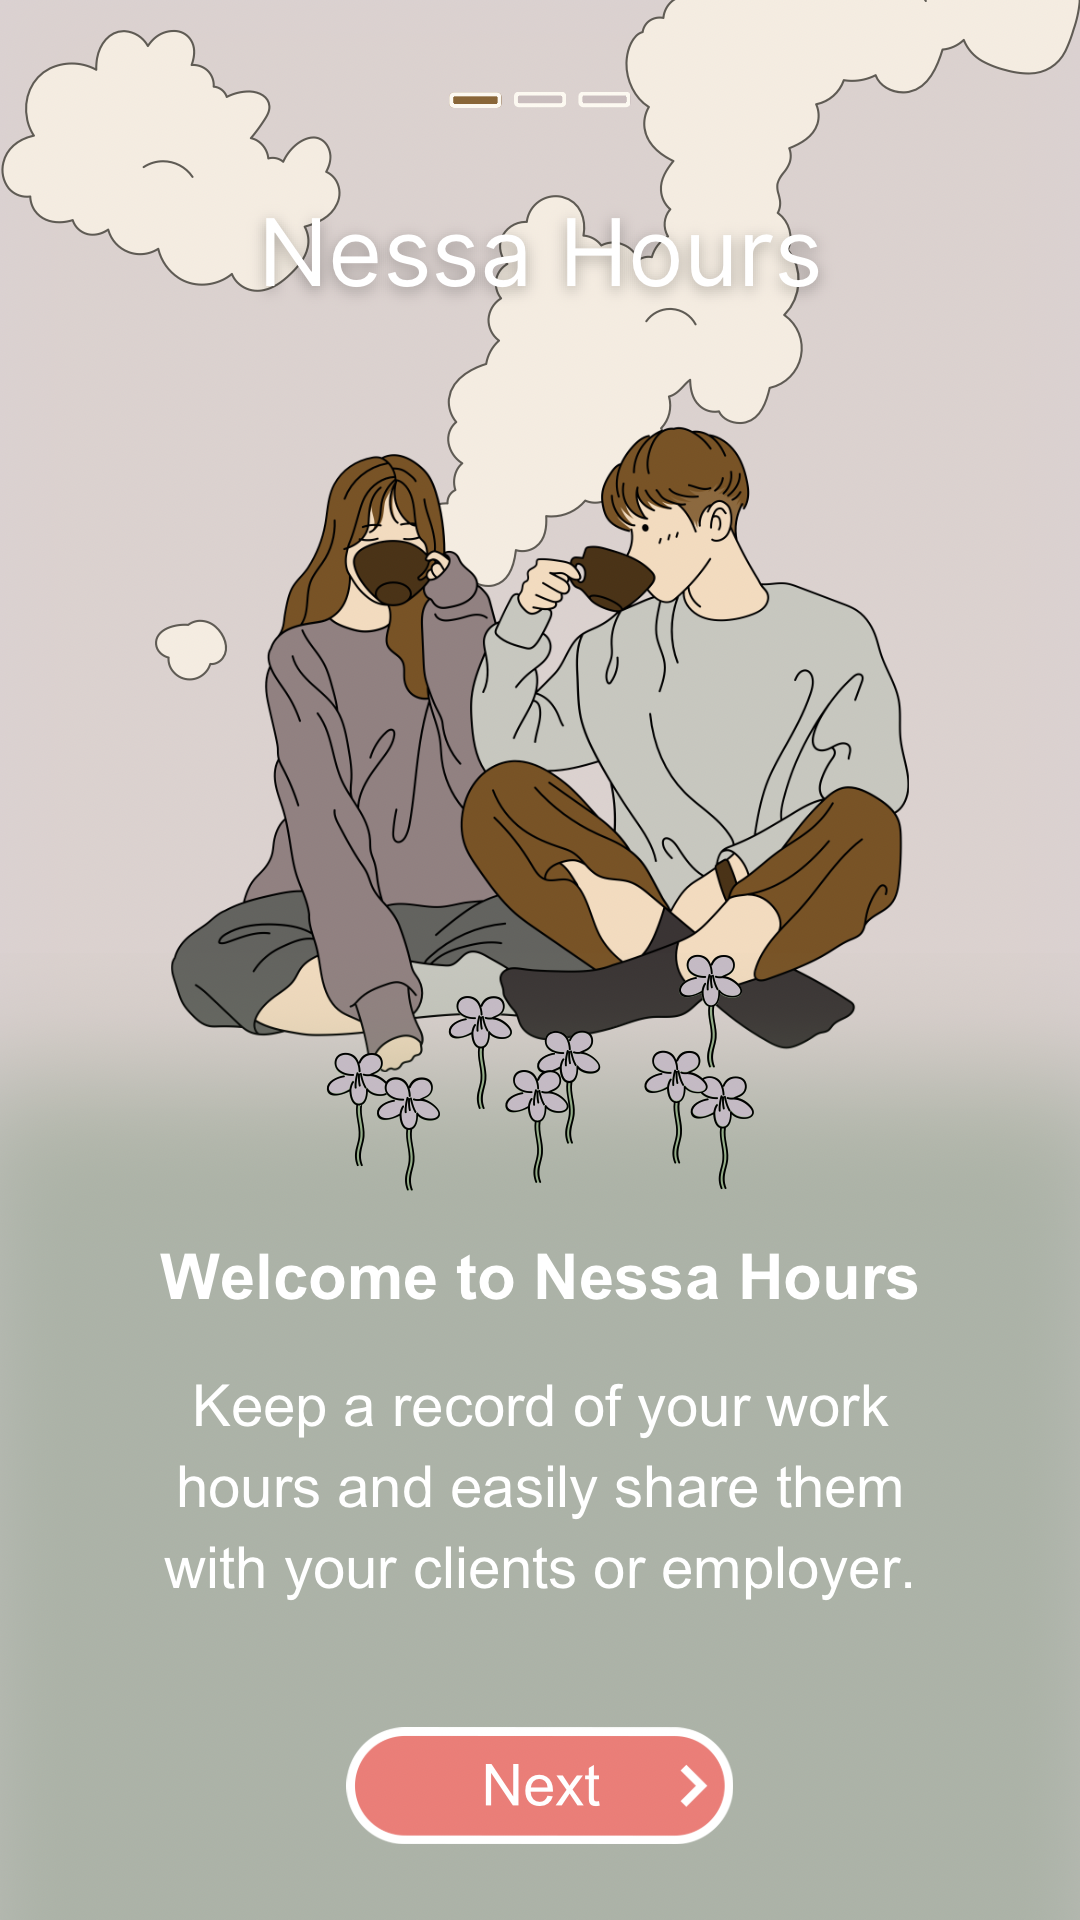 Nessa Hours
Welcome to Nessa Hours
Keep a record of your work
hours and easily share them
with your clients or employer.
Next